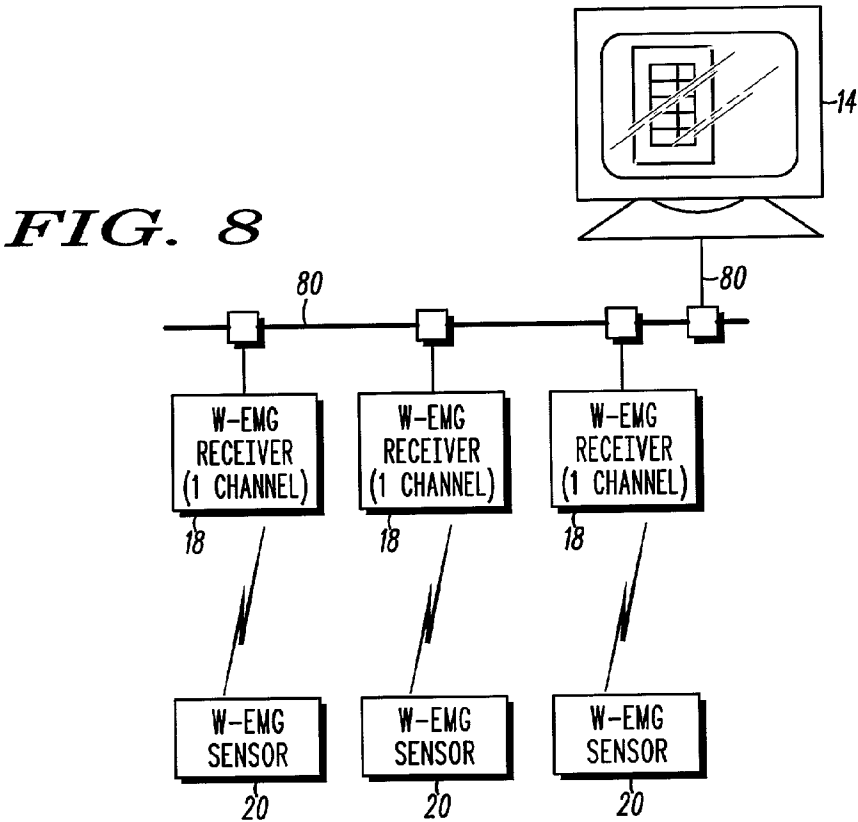 14
FIG. 8
80
80
W-EMG
RECEIVER
(1 CHANNEL)
W-EMG
RECEIVER
(1 CHANNEL)
W-EMG
RECEIVER
(1 CHANNEL)
18
18
18
W-EMG
SENSOR
W-EMG
SENSOR
W-EMG
SENSOR
20
20
20